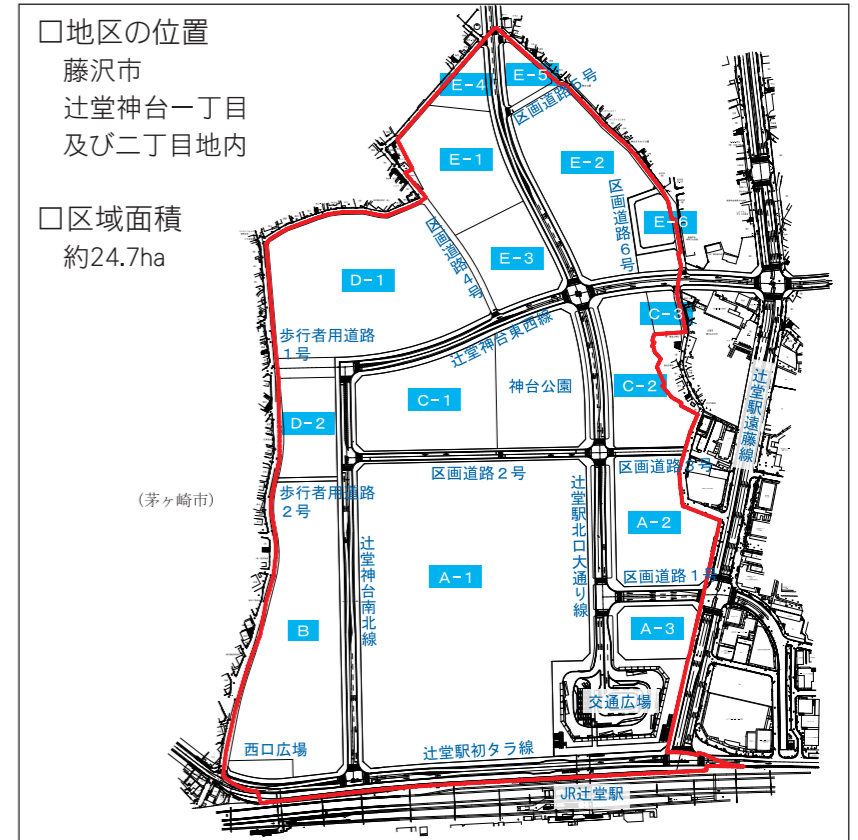 □地区の位置
藤沢市
辻堂神台一丁目
及び二丁目地内
□区域面積
約24.7ha
E-4
E-5
区画道路5号
E-1
E-2
区画道路4号
区画道路6号
E-6
E-3
D-1
C-3
歩行者用道路
1号
辻堂神台東西線
神台公園
C-2
C-1
D-2
辻堂駅遠藤線
区画道路2号
区画道路3号
(茅ヶ崎市)
歩行者用道路
2号
辻堂神台南北線
辻堂駅北口大通り線
A-2
A-1
区画道路1号
B
A-3
交通広場
西口広場
辻堂駅初タラ線
JR辻堂駅